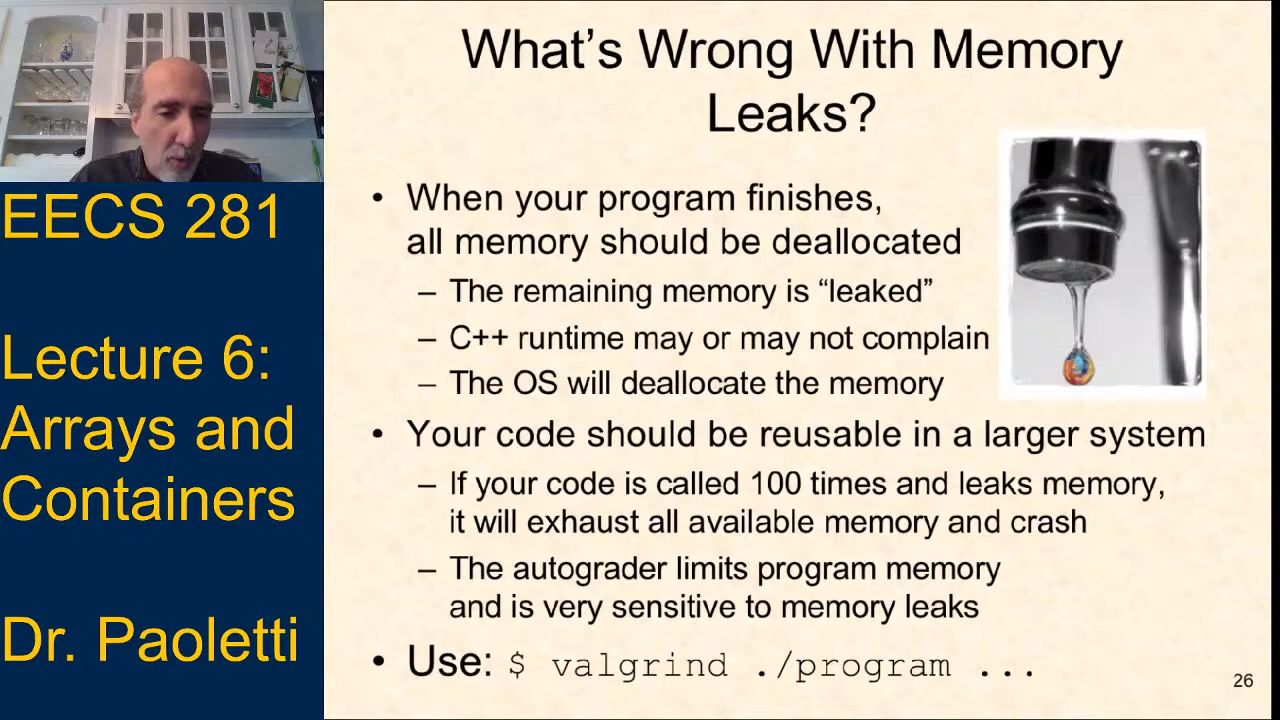 EECS 281
Lecture 6:
Arrays and
Containers
Dr. Paoletti
What's Wrong With Memory
Leaks?
• When your program finishes,
all memory should be deallocated
– The remaining memory is “leaked”
– C++ runtime may or may not complain
– The OS will deallocate the memory
• Your code should be reusable in a larger system
– If your code is called 100 times and leaks memory,
it will exhaust all available memory and crash
– The autograder limits program memory
and is very sensitive to memory leaks
• Use: $ valgrind ./program ...
26